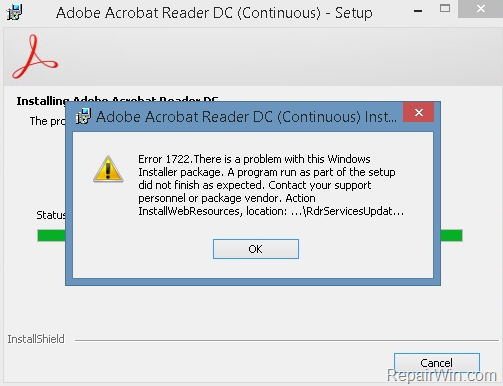 Adobe Acrobat Reader DC (Continuous) - Setup
Installing Adobe Acrobat Reader DC
The pro
Adobe Acrobat Reader DC (Continuous) Inst...
Error 1722.There is a problem with this Windows
Installer package. A program run as part of the setup
did not finish as expected. Contact your support
personnel or package vendor. Action
InstallWebResources, location: ...\RdrServicesUpdat...
OK
Status
InstallShield
Cancel
RepairWin.com